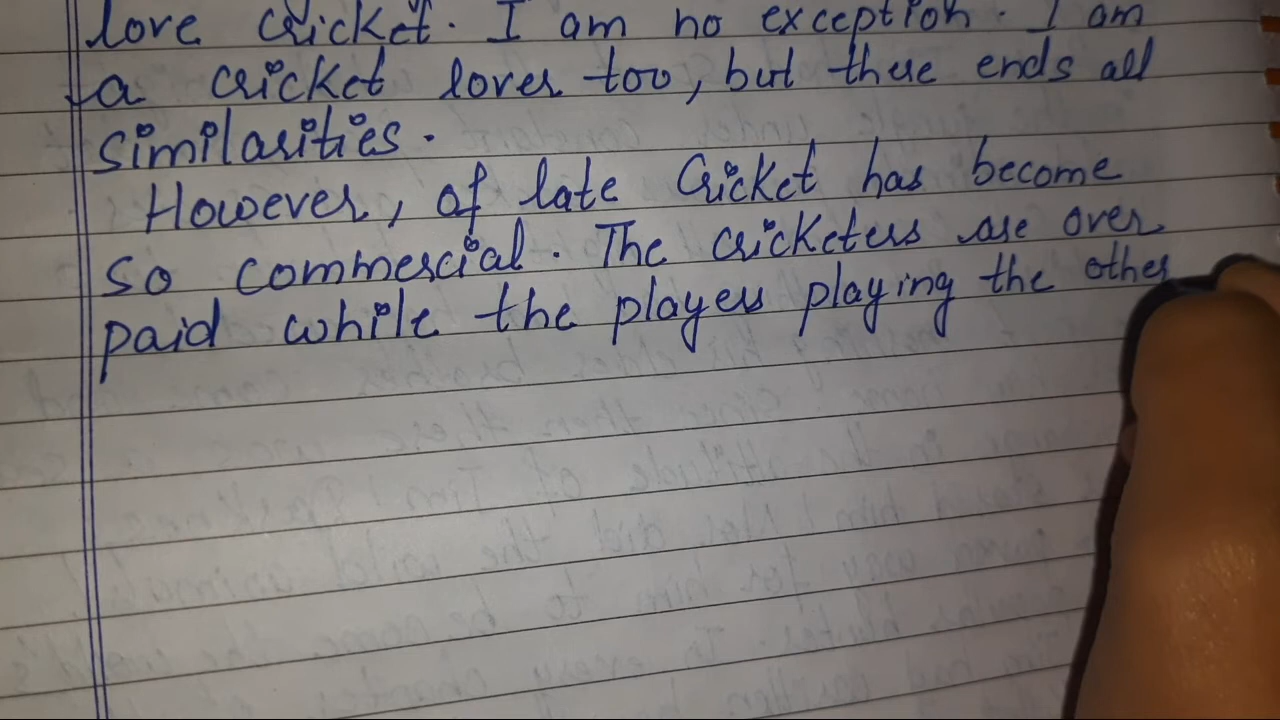 love cricket. I am no exception. I am
a cricket lover too, but there ends all
similarities.
However, of late Cricket has become
so commercial. The cricketers are over
paid while the players playing the other